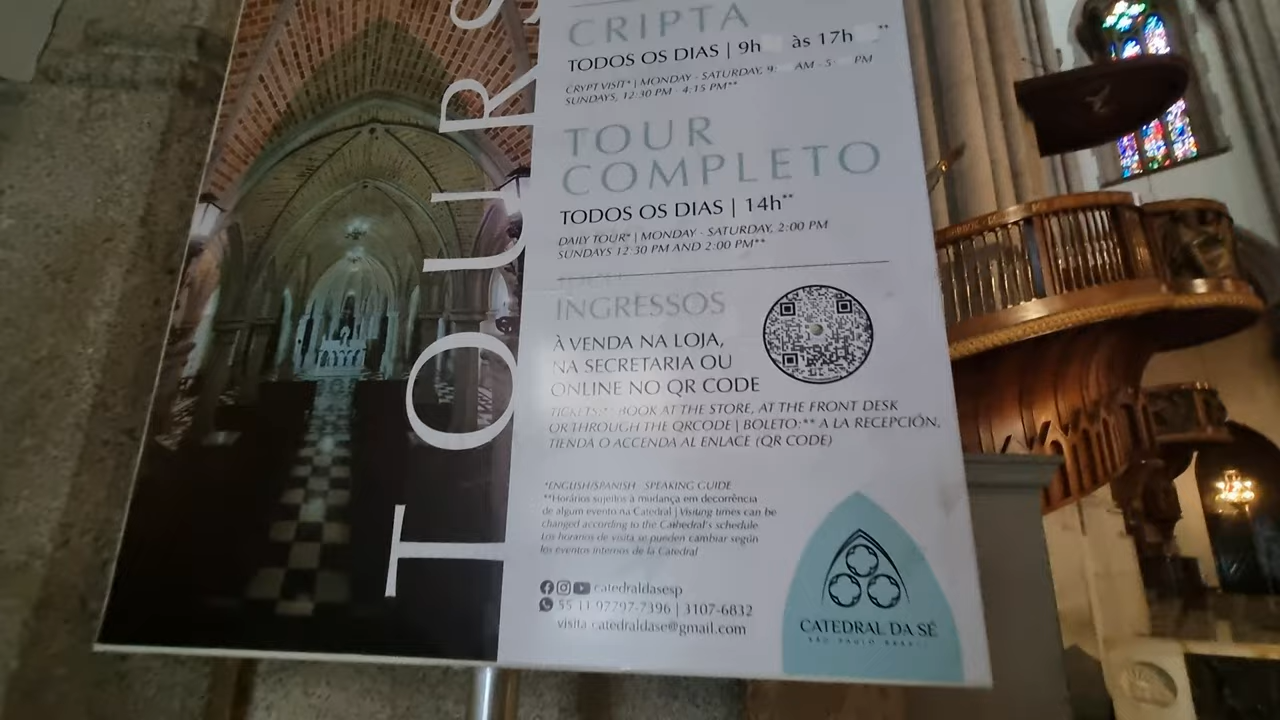 TOURS
CRIPTA
TODOS OS DIAS | 9h às 17h **
CRYPT VISIT* | MONDAY - SATURDAY, 9: AM - 5: PM
SUNDAYS, 12:30 PM - 4:15 PM**
TOUR
COMPLETO
TODOS OS DIAS | 14h**
DAILY TOUR* | MONDAY - SATURDAY, 2:00 PM
SUNDAYS 12:30 PM AND 2:00 PM**
INGRESSOS
À VENDA NA LOJA,
NA SECRETARIA OU
ONLINE NO QR CODE
TICKETS:** BOOK AT THE STORE, AT THE FRONT DESK
OR THROUGH THE QRCODE | BOLETO:** A LA RECEPCIÓN,
TIENDA O ACCENDA AL ENLACE (QR CODE)
*ENGLISH/SPANISH - SPEAKING GUIDE
**Horários sujeitos à mudança em decorrência
de algum evento na Catedral | Visiting times can be
changed according to the Cathedral's schedule
Los horarios de visita se pueden cambiar según
los eventos internos de la Catedral
catedraldasesp
55 11 97797-7396 | 3107-6832
visita.catedraldase@gmail.com
CATEDRAL DA SÉ
SÃO PAULO BRASIL